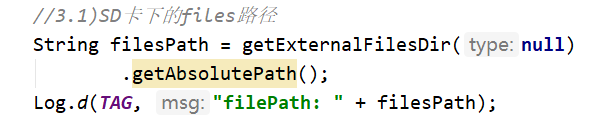 //3.1)SD卡下的files路径
String filesPath = getExternalFilesDir( type: null)
.getAbsolutePath();
Log.d(TAG, msg: "filePath: " + filesPath);